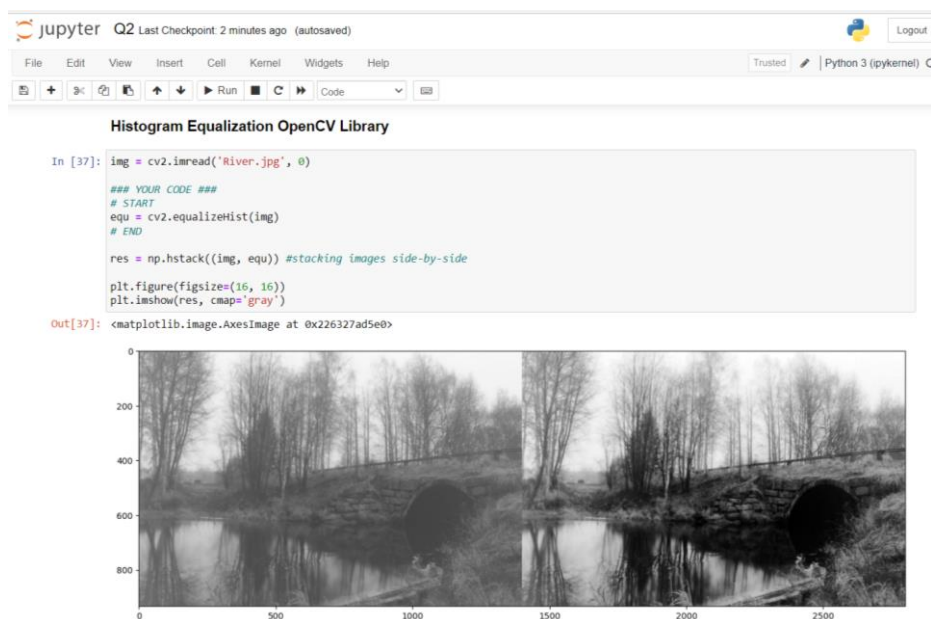 jupyter Q2 Last Checkpoint: 2 minutes ago (autosaved)
Logout
File Edit View Insert Cell Kernel Widgets Help
Trusted Python 3 (ipykernel)
Run Code
Histogram Equalization OpenCV Library
In [37]: img = cv2.imread('River.jpg', 0)
### YOUR CODE ###
# START
equ = cv2.equalizeHist(img)
# END
res = np.hstack((img, equ)) #stacking images side-by-side
plt.figure(figsize=(16, 16))
plt.imshow(res, cmap='gray')
Out[37]: <matplotlib.image.AxesImage at 0x226327ad5e0>
0
200
400
600
800
0 500 1000 1500 2000 2500